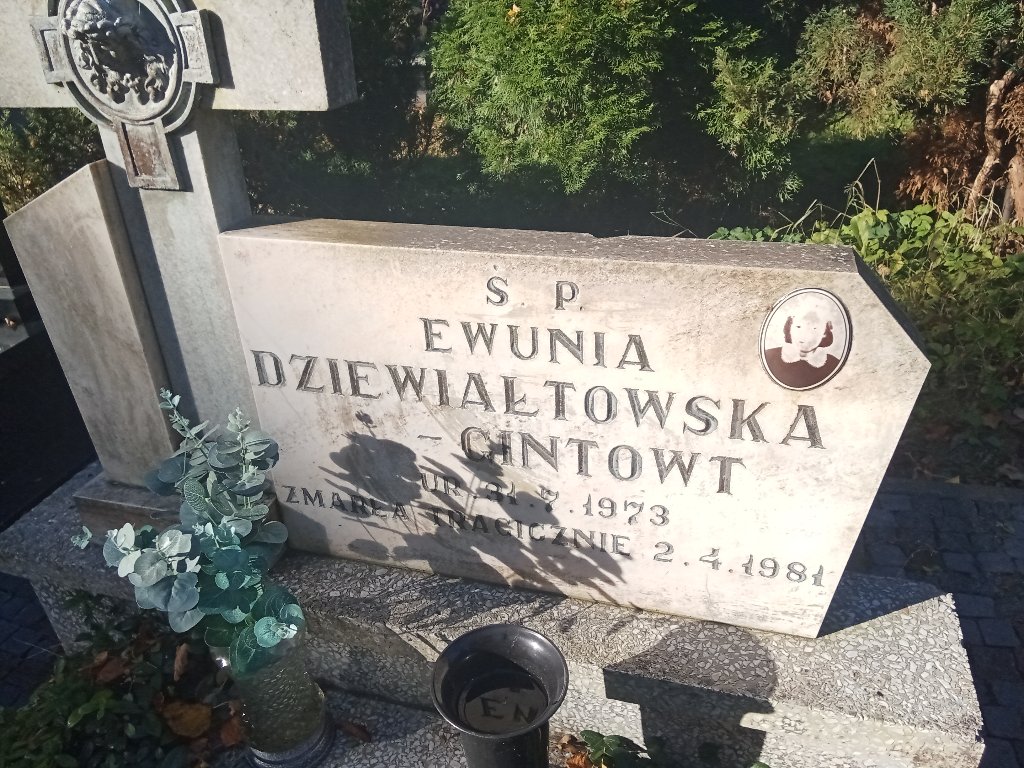 Ś. P.
EWUNIA
DZIEWIAŁTOWSKA
- GINTOWT
UR. 31.7.1973
ZMARŁA TRAGICZNIE 2.4.1981